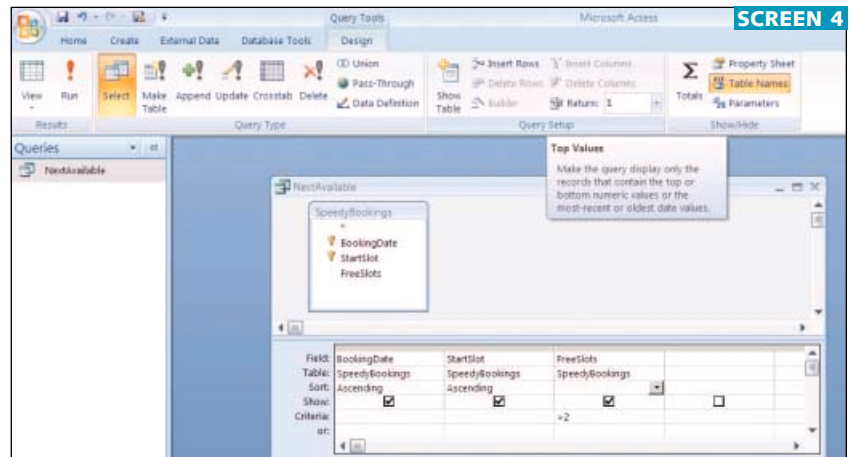 Query Tools
Microsoft Access
SCREEN 4
Home Create External Data Database Tools Design
View
Run
Select
Make Table
Append Update Crosstab Delete
Union
Pass-Through
Data Definition
Show Table
Insert Rows
Delete Rows
Builder
Insert Columns
Delete Columns
Return: 1
Totals
Property Sheet
Table Names
Parameters
Results
Query Type
Query Setup
Show/Hide
Queries
NextAvailable
Top Values
Make the query display only the
records that contain the top or
bottom numeric values or the
most-recent or oldest date values.
NextAvailable
SpeedyBookings
*
BookingDate
StartSlot
FreeSlots
Field: BookingDate StartSlot FreeSlots
Table: SpeedyBookings SpeedyBookings SpeedyBookings
Sort: Ascending Ascending
Show:
Criteria: 
or: